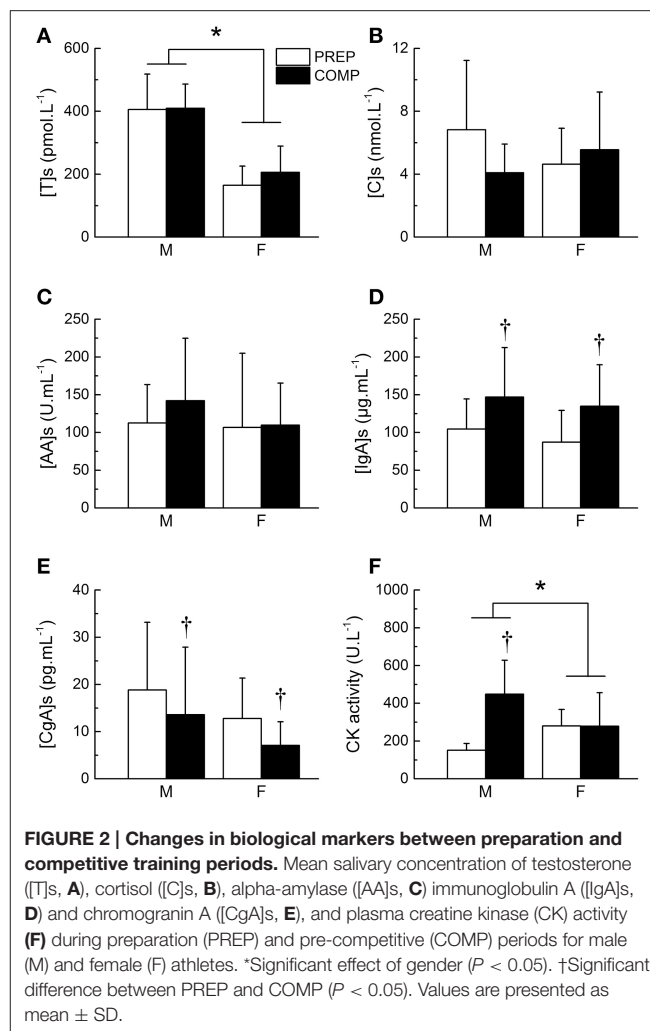 A
B
*
PREP
COMP
600
400
200
0
[T]s (pmol.L-1)
M
F
12
8
4
0
[C]s (nmol.L-1)
M
F
C
D
250
200
150
100
50
0
[AA]s (U.mL-1)
M
F
250
200
150
100
50
0
[IgA]s (µg.mL-1)
†
†
M
F
E
F
40
30
20
10
0
[CgA]s (pg.mL-1)
†
†
M
F
1000
800
600
400
200
0
CK activity (U.L-1)
*
†
M
F
FIGURE 2 | Changes in biological markers between preparation and
competitive training periods. Mean salivary concentration of testosterone
([T]s, A), cortisol ([C]s, B), alpha-amylase ([AA]s, C) immunoglobulin A ([IgA]s,
D) and chromogranin A ([CgA]s, E), and plasma creatine kinase (CK) activity
(F) during preparation (PREP) and pre-competitive (COMP) periods for male
(M) and female (F) athletes. *Significant effect of gender (P < 0.05). †Significant
difference between PREP and COMP (P < 0.05). Values are presented as
mean ± SD.